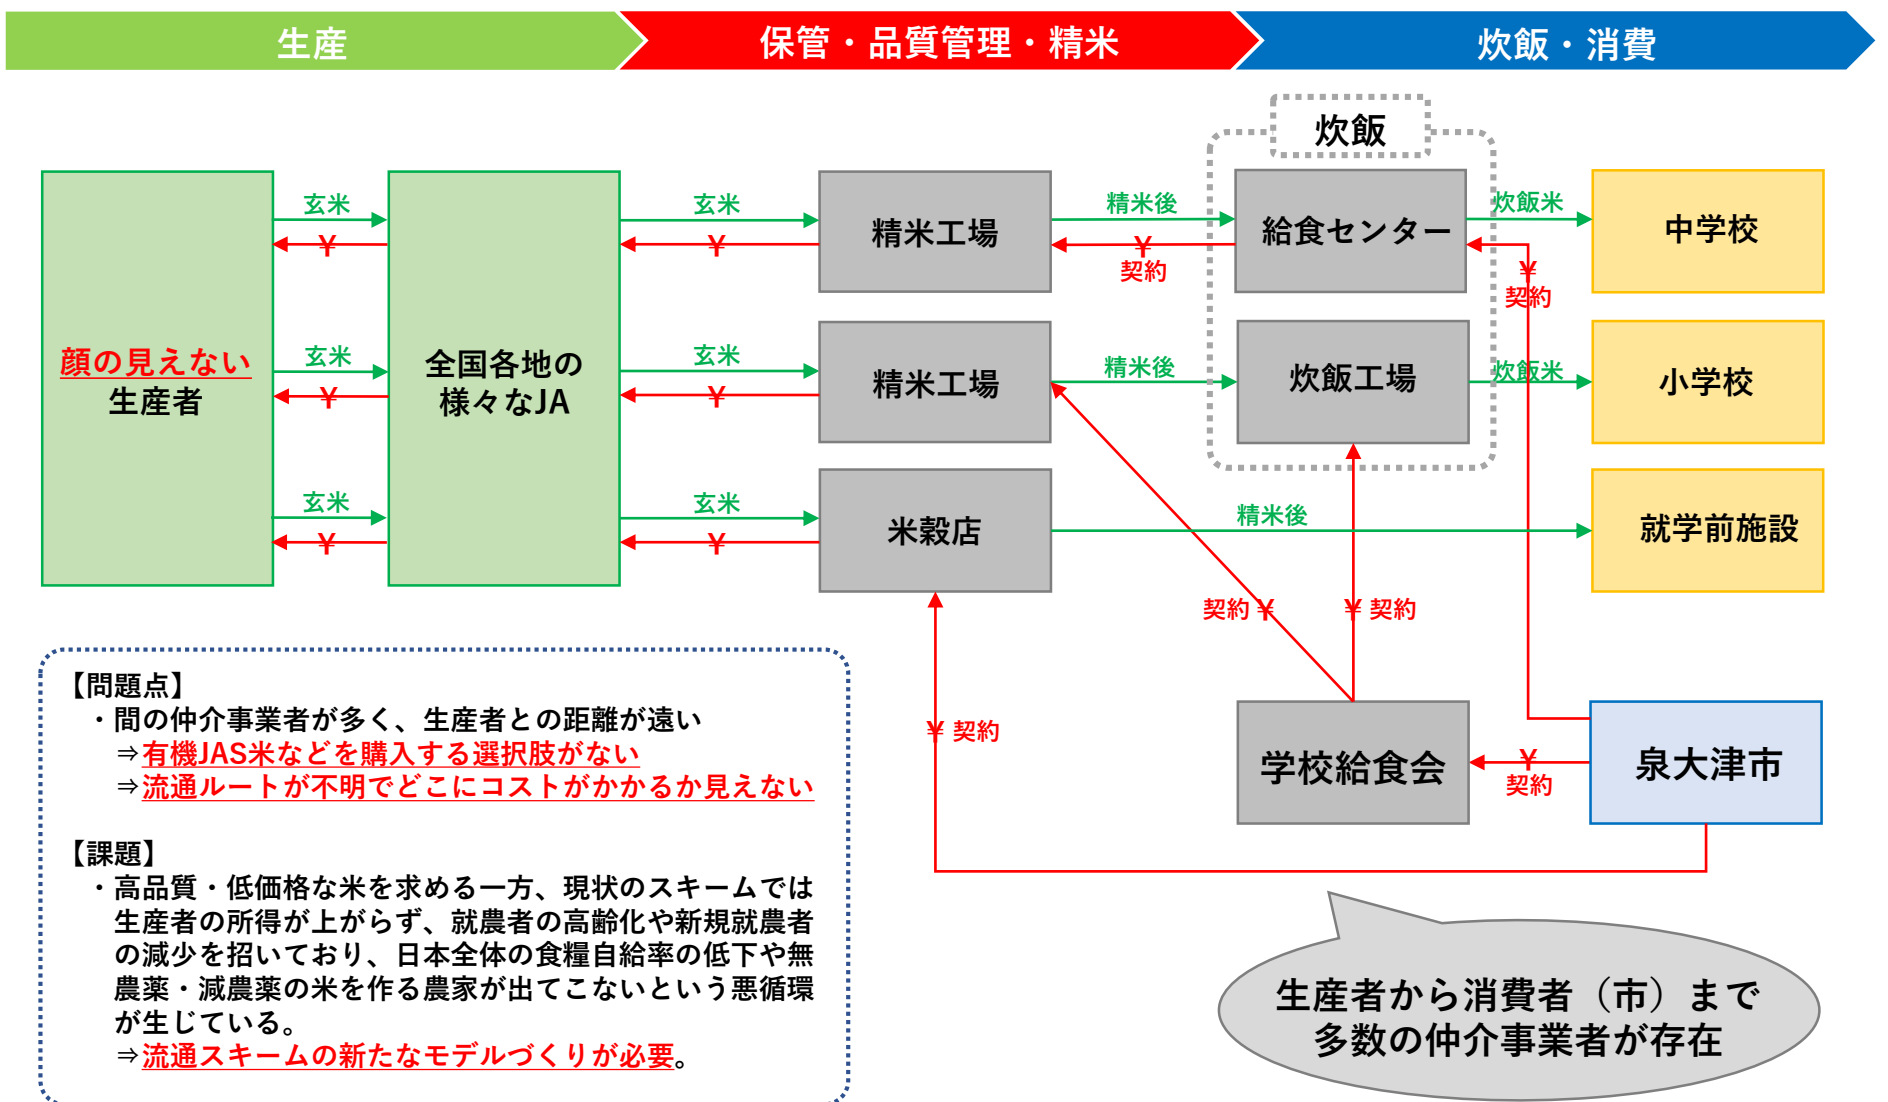 生産
保管・品質管理・精米
炊飯・消費
炊飯
玄米
¥
玄米
¥
精米工場
精米後
¥
契約
給食センター
炊飯米
¥
契約
中学校
顔の見えない
生産者
玄米
¥
全国各地の
様々なJA
玄米
¥
精米工場
精米後
炊飯工場
炊飯米
小学校
玄米
¥
玄米
¥
米穀店
精米後
就学前施設
契約 ¥
¥ 契約
¥ 契約
学校給食会
¥
契約
泉大津市
【問題点】
・間の仲介事業者が多く、生産者との距離が遠い
⇒有機JAS米などを購入する選択肢がない
⇒流通ルートが不明でどこにコストがかかるか見えない
【課題】
・高品質・低価格な米を求める一方、現状のスキームでは
生産者の所得が上がらず、就農者の高齢化や新規就農者
の減少を招いており、日本全体の食糧自給率の低下や無
農薬・減農薬の米を作る農家が出てこないという悪循環
が生じている。
⇒流通スキームの新たなモデルづくりが必要。
生産者から消費者（市）まで
多数の仲介事業者が存在